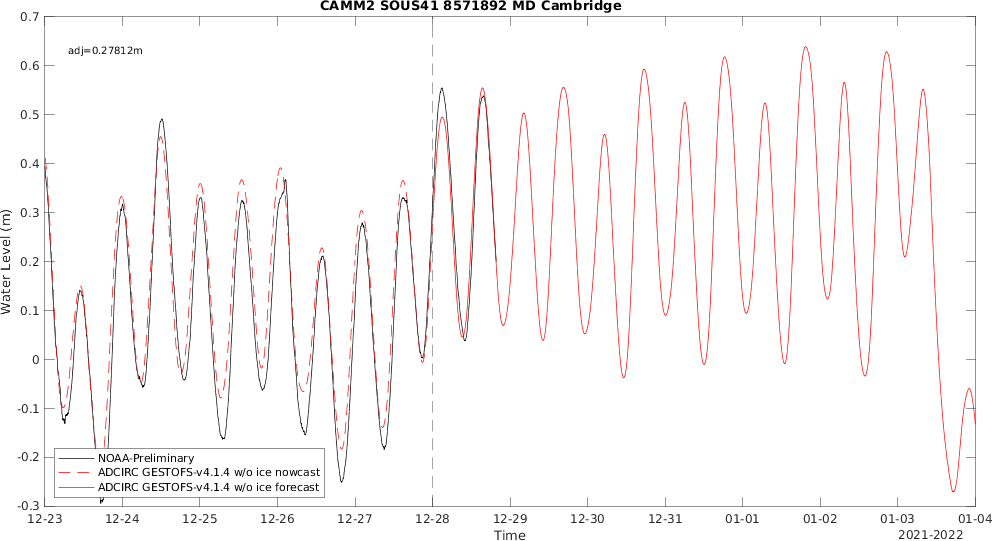 CAMM2 SOUS41 8571892 MD Cambridge
0.7
adj=0.27812m
0.6
0.5
0.4
0.3
0.2
0.1
0
-0.1
-0.2
-0.3
Water Level (m)
NOAA-Preliminary
ADCIRC GESTOFS-v4.1.4 w/o ice nowcast
ADCIRC GESTOFS-v4.1.4 w/o ice forecast
12-23 12-24 12-25 12-26 12-27 12-28 12-29 12-30 12-31 01-01 01-02 01-03 01-04
Time
2021-2022